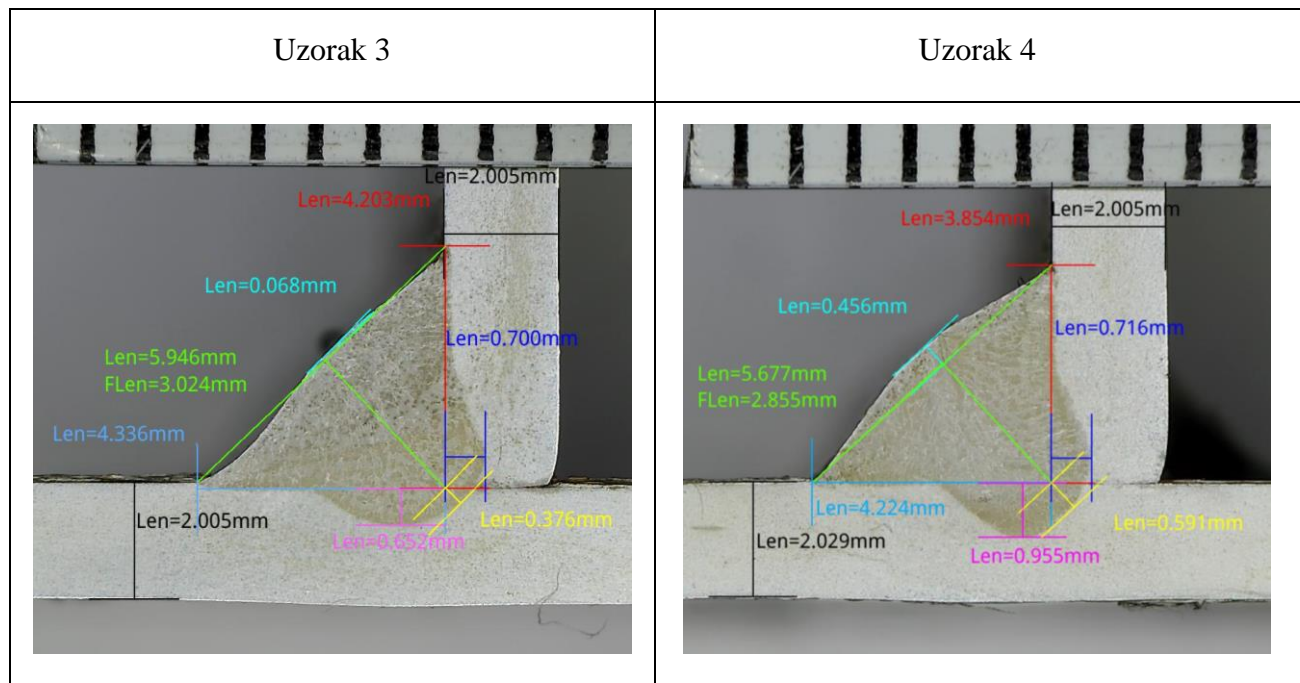 Uzorak 3
Uzorak 4
Len=2.005mm
Len=4.203mm
Len=0.068mm
Len=0.700mm
Len=5.946mm
FLen=3.024mm
Len=4.336mm
Len=2.005mm
Len=0.376mm
Len=0.652mm
Len=2.005mm
Len=3.854mm
Len=0.456mm
Len=0.716mm
Len=5.677mm
FLen=2.855mm
Len=4.224mm
Len=0.591mm
Len=2.029mm
Len=0.955mm